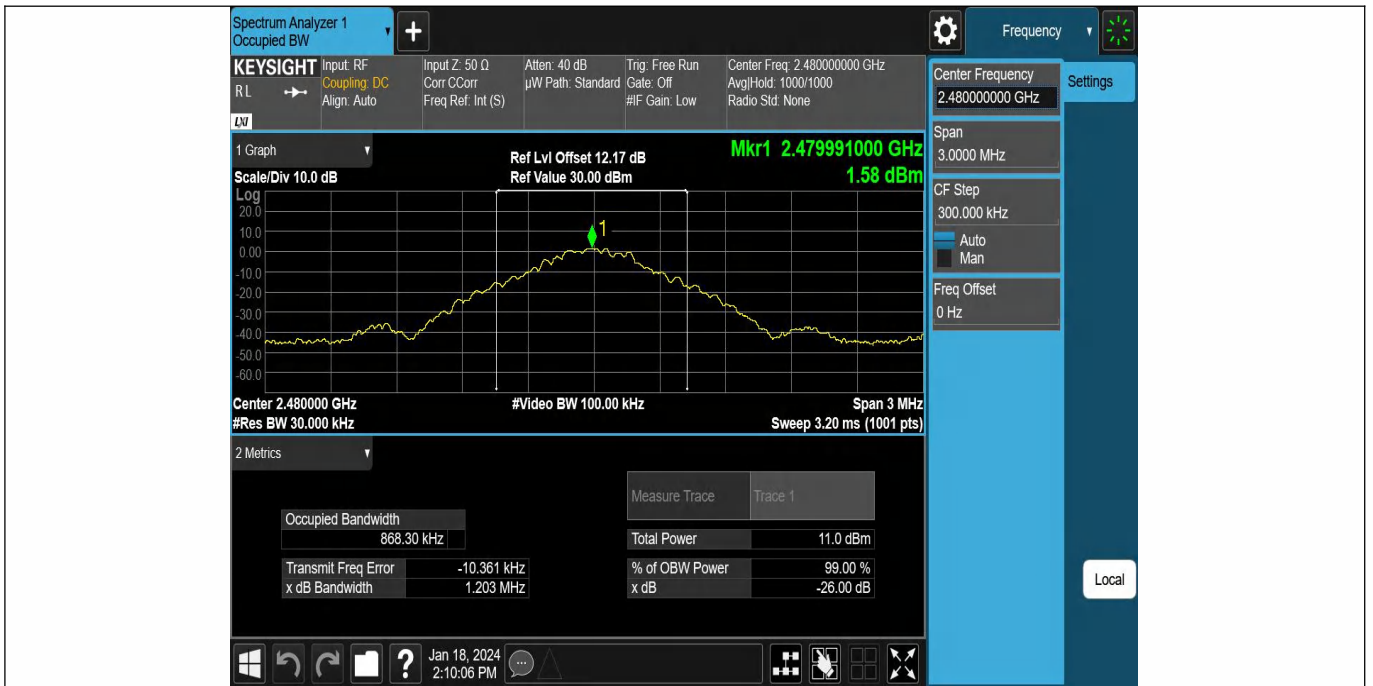 Spectrum Analyzer 1
Occupied BW
+
Frequency
KEYSIGHT
RL
LXI
Input: RF
Coupling: DC
Align: Auto
Input Z: 50 Ω
Corr CCorr
Freq Ref: Int (S)
Atten: 40 dB
µW Path: Standard
Trig: Free Run
Gate: Off
#IF Gain: Low
Center Freq: 2.480000000 GHz
Avg|Hold: 1000/1000
Radio Std: None
Center Frequency
2.480000000 GHz
Settings
Span
3.0000 MHz
CF Step
300.000 kHz
Auto
Man
Freq Offset
0 Hz
Local
1 Graph
Scale/Div 10.0 dB
Ref Lvl Offset 12.17 dB
Ref Value 30.00 dBm
Mkr1 2.479991000 GHz
1.58 dBm
Log
20.0
10.0
0.00
-10.0
-20.0
-30.0
-40.0
-50.0
-60.0
1
Center 2.480000 GHz
#Video BW 100.00 kHz
Span 3 MHz
#Res BW 30.000 kHz
Sweep 3.20 ms (1001 pts)
2 Metrics
Measure Trace
Trace 1
Occupied Bandwidth
868.30 kHz
Total Power 11.0 dBm
Transmit Freq Error -10.361 kHz
% of OBW Power 99.00 %
x dB Bandwidth 1.203 MHz
x dB -26.00 dB
?
Jan 18, 2024
2:10:06 PM